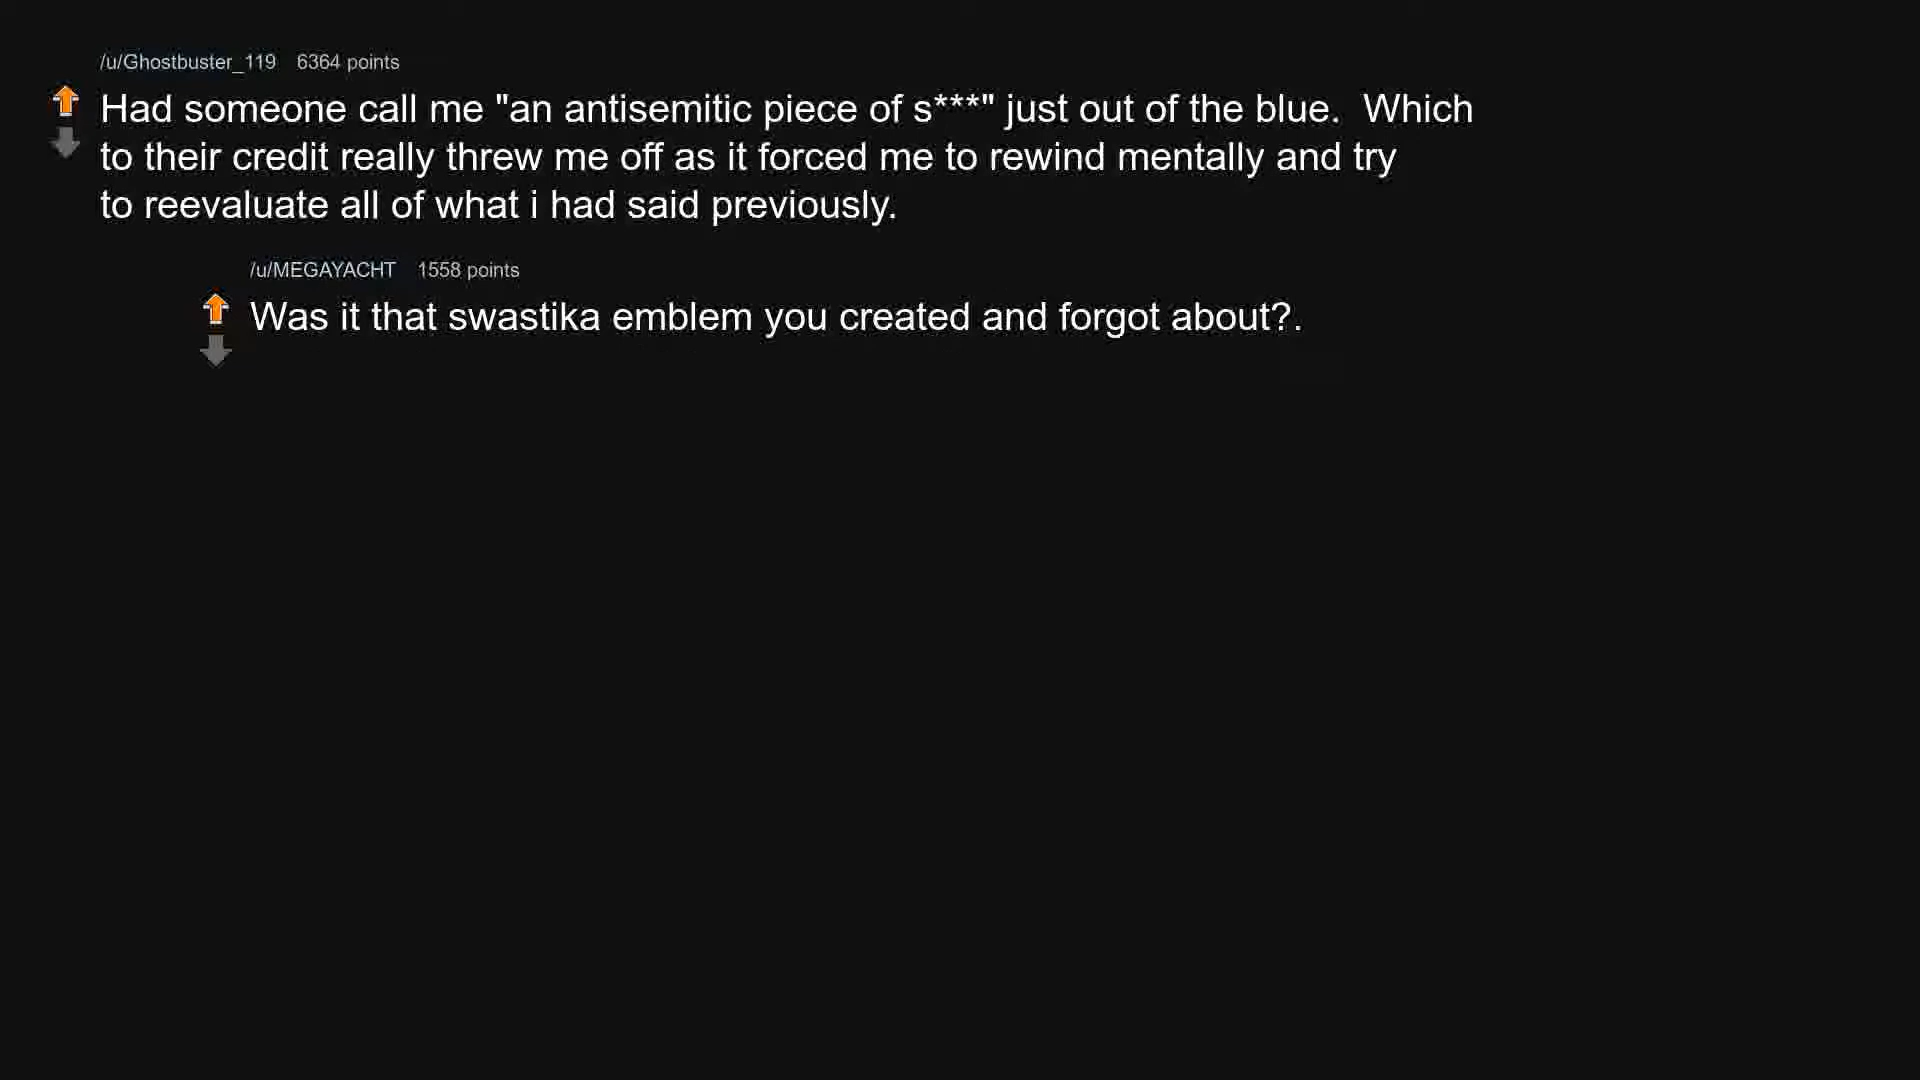 /u/Ghostbuster_119 6364 points
Had someone call me "an antisemitic piece of s***" just out of the blue.  Which
to their credit really threw me off as it forced me to rewind mentally and try
to reevaluate all of what i had said previously.
/u/MEGAYACHT 1558 points
Was it that swastika emblem you created and forgot about?.